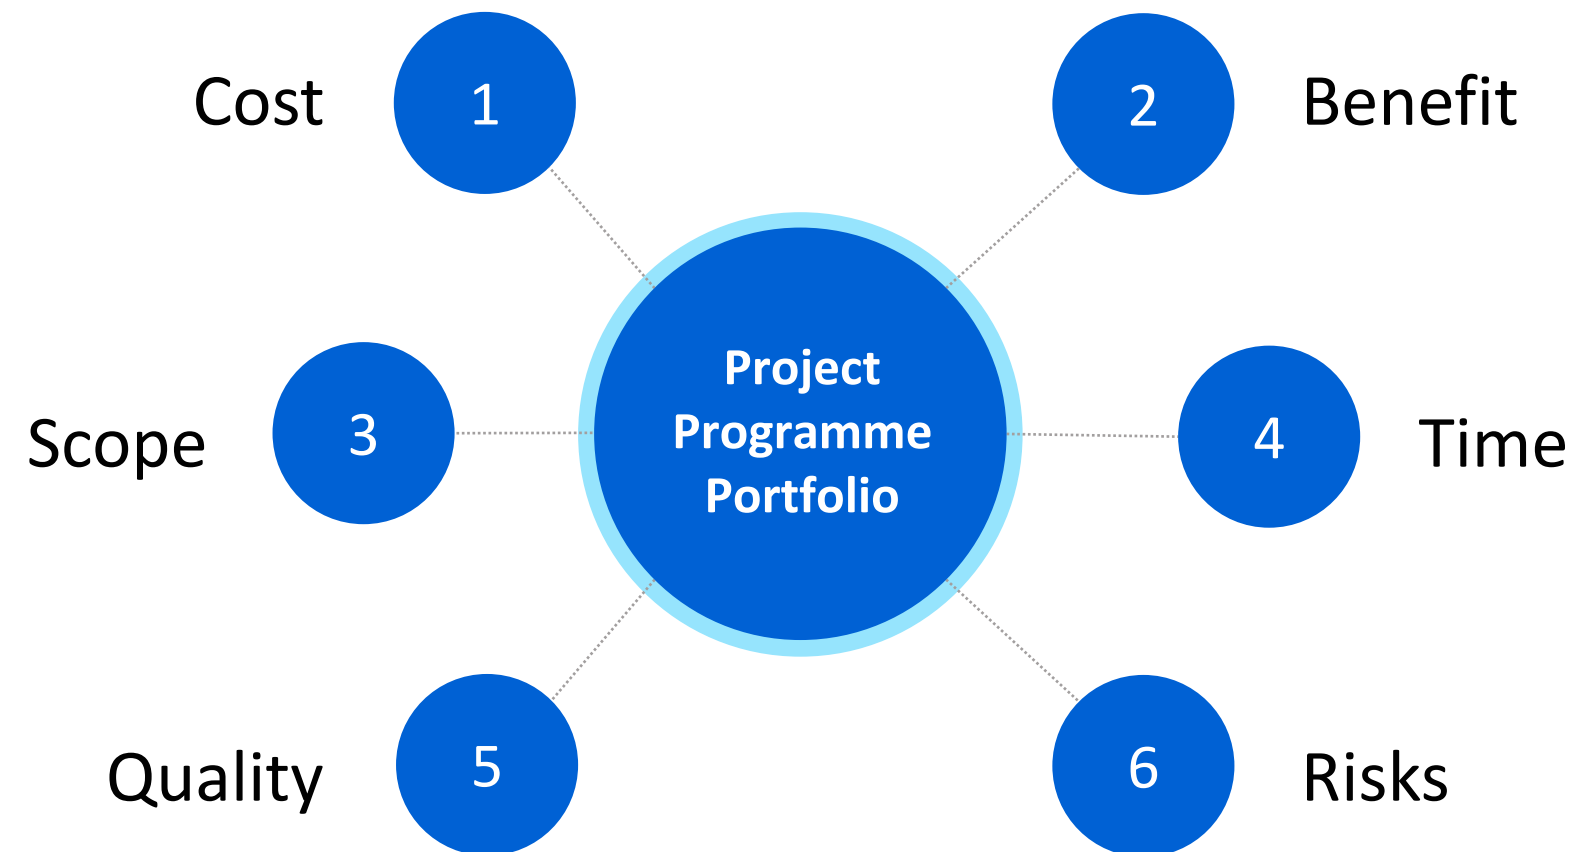 Cost
1
2
Benefit
Project
Programme
Portfolio
Scope
3
4
Time
Quality
5
6
Risks